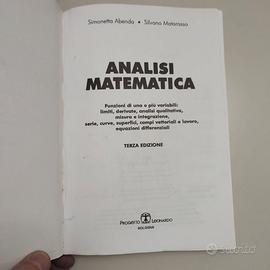 Simonetta Abenda • Silvano Matarasso
ANALISI
MATEMATICA
Funzioni di una o più variabili:
limiti, derivate, analisi qualitativa,
misura e integrazione,
serie, curve, superfici, campi vettoriali e lavoro,
equazioni differenziali
TERZA EDIZIONE
PROGETTO LEONARDO
BOLOGNA
subito